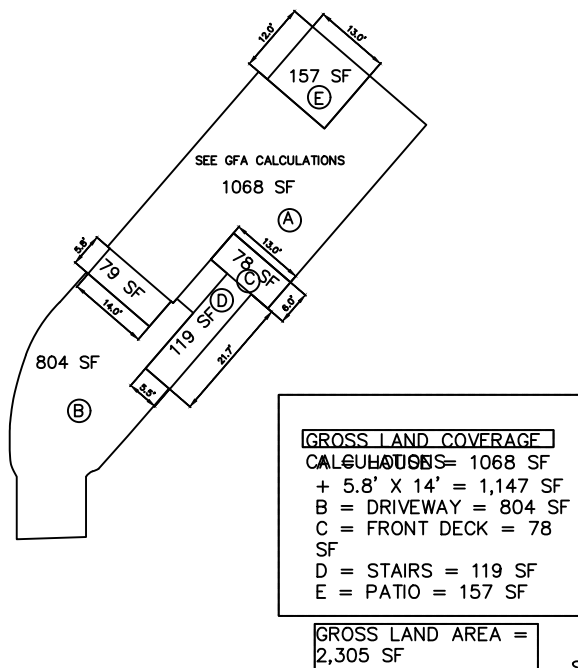 12.0'
13.0'
157 SF
E
SEE GFA CALCULATIONS
1068 SF
A
5.8'
79 SF
14.0'
13.0'
78 SF
C
6.0'
D
119 SF
21.7'
5.5'
804 SF
B
GROSS LAND COVERAGE
CALCULATIONS
A = HOUSE = 1068 SF
+ 5.8' X 14' = 1,147 SF
B = DRIVEWAY = 804 SF
C = FRONT DECK = 78
SF
D = STAIRS = 119 SF
E = PATIO = 157 SF
GROSS LAND AREA =
2,305 SF